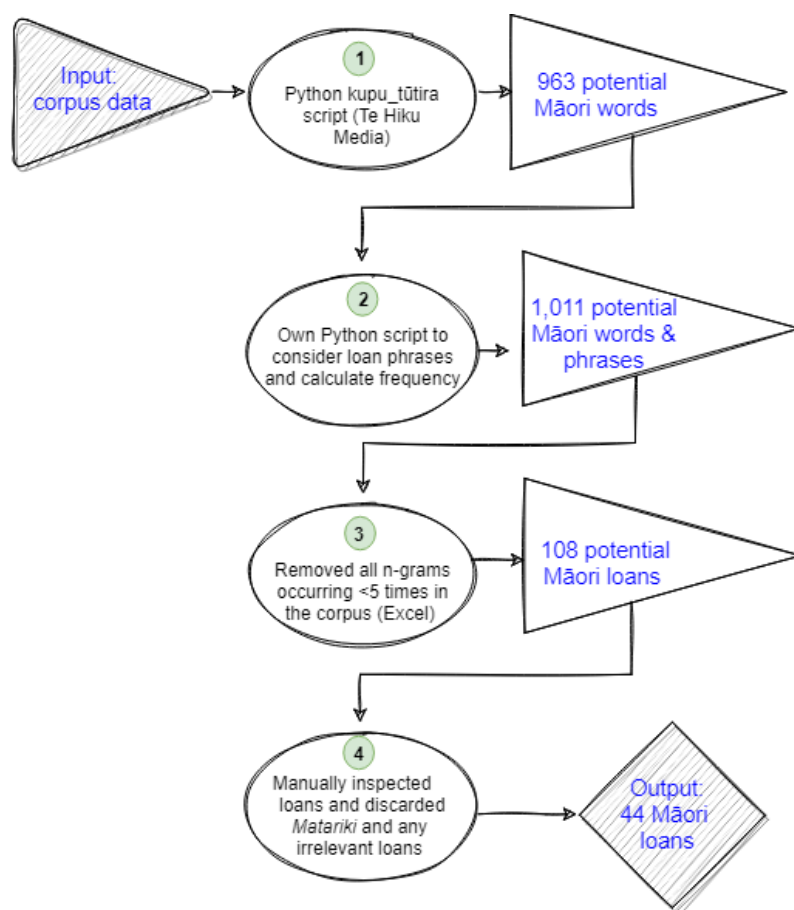 Input:
corpus data
1
Python kupu_tūtira
script (Te Hiku
Media)
963 potential
Māori words
2
Own Python script to
consider loan phrases
and calculate frequency
1,011 potential
Māori words &
phrases
3
Removed all n-grams
occurring <5 times in
the corpus (Excel)
108 potential
Māori loans
4
Manually inspected
loans and discarded
Matariki and any
irrelevant loans
Output:
44 Māori
loans